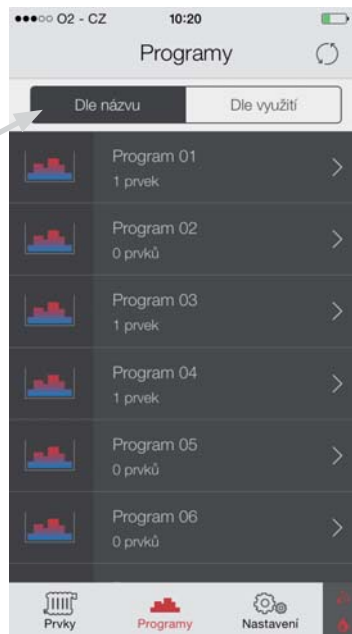 ●●●○○ O2 - CZ 10:20
Programy
Dle názvu Dle využití
Program 01
1 prvek
Program 02
0 prvků
Program 03
1 prvek
Program 04
1 prvek
Program 05
0 prvků
Program 06
0 prvků
Prvky Programy Nastavení